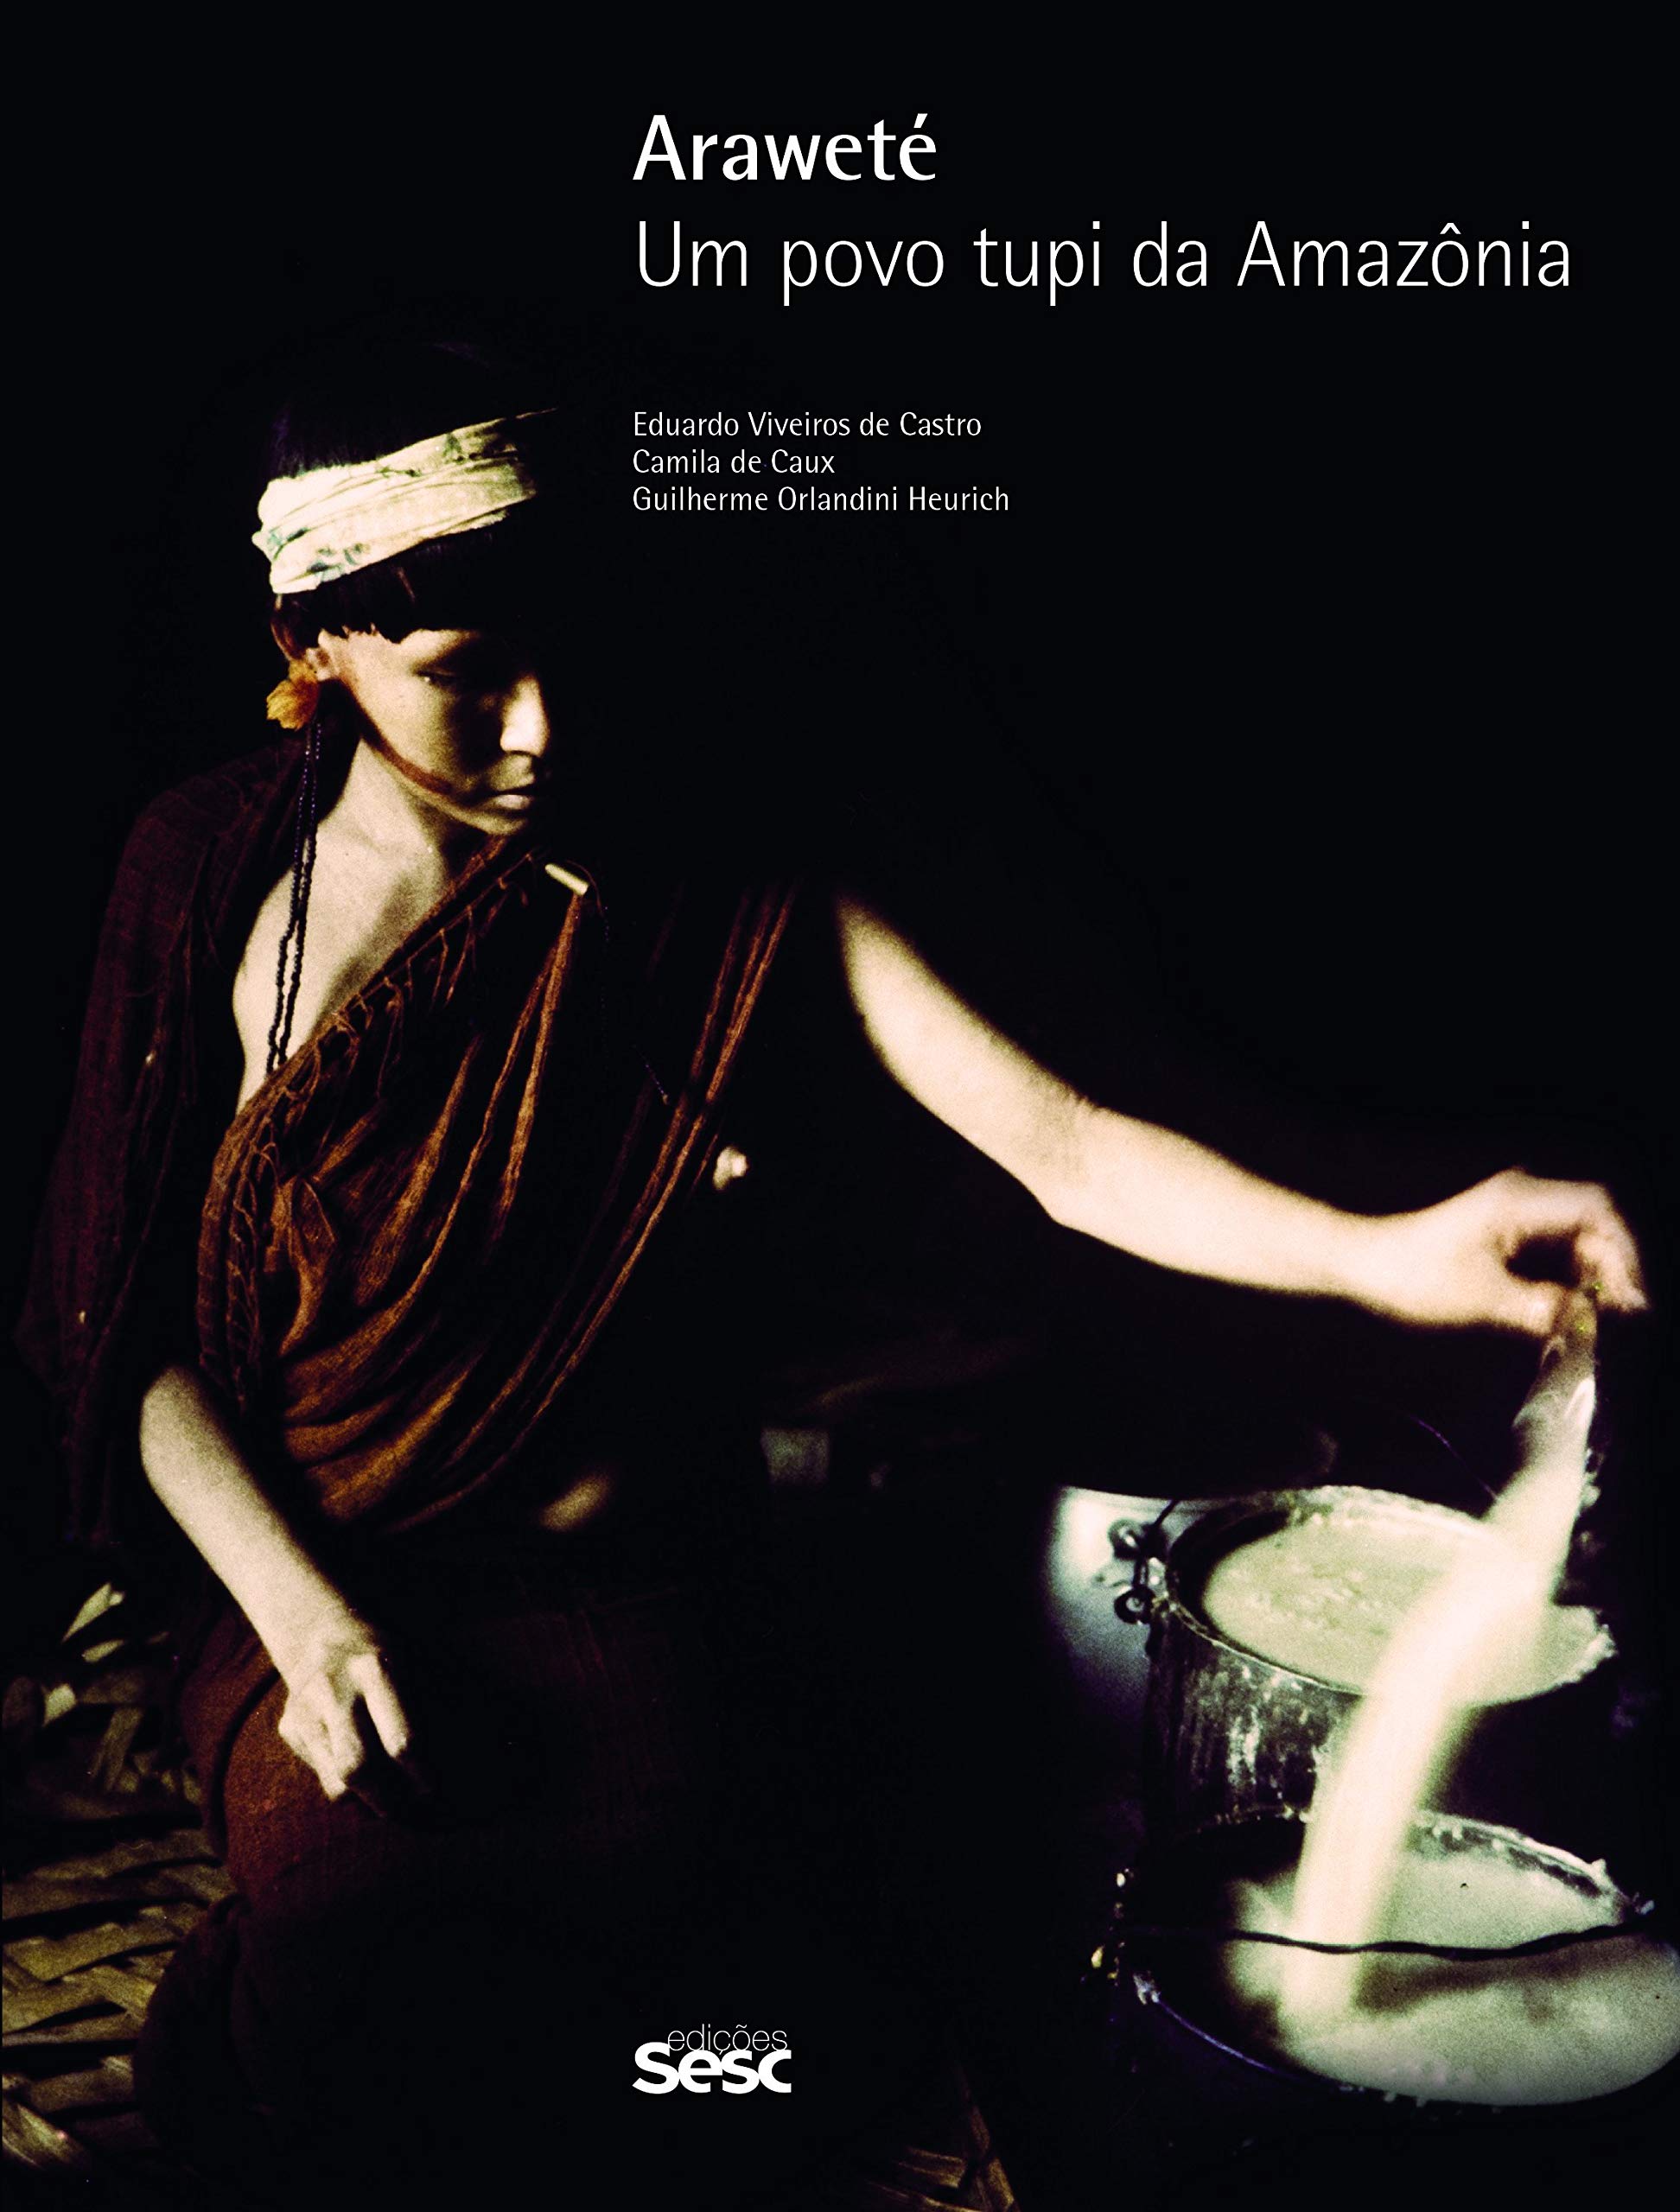 Araweté
Um povo tupi da Amazônia
Eduardo Viveiros de Castro
Camila de Caux
Guilherme Orlandini Heurich
edições
Sesc